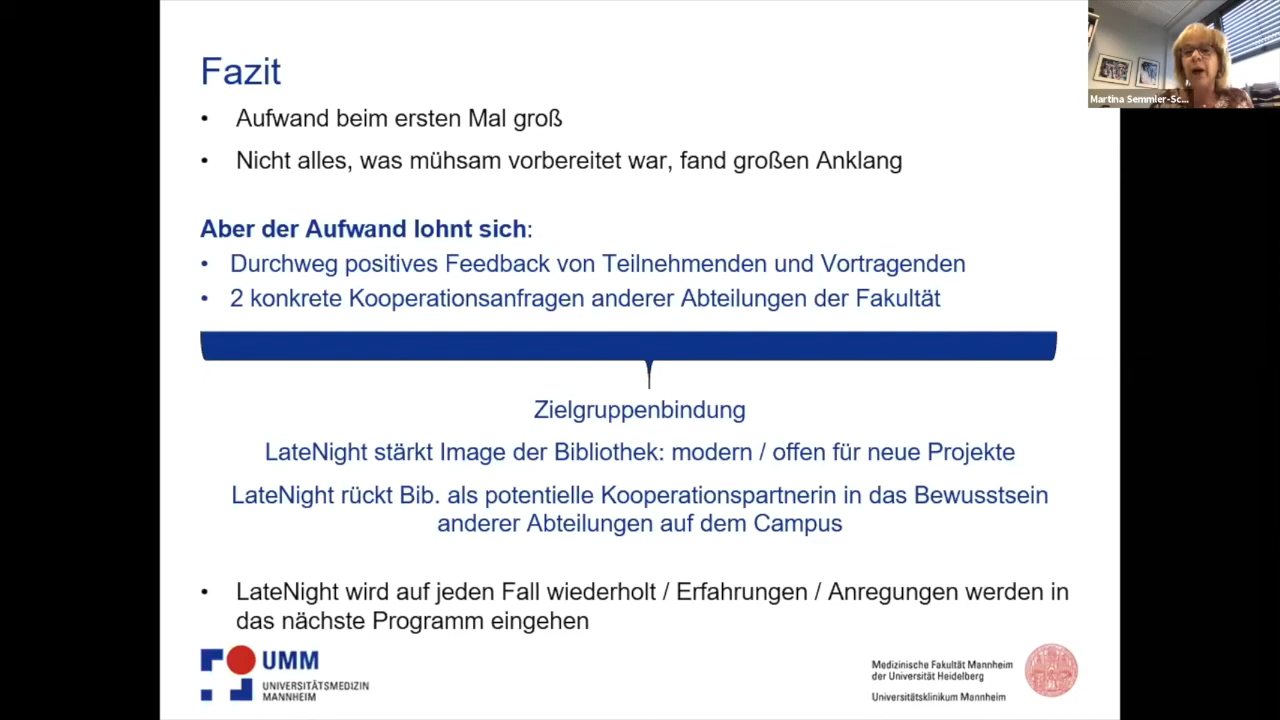 Fazit
• Aufwand beim ersten Mal groß
• Nicht alles, was mühsam vorbereitet war, fand großen Anklang
Aber der Aufwand lohnt sich:
• Durchweg positives Feedback von Teilnehmenden und Vortragenden
• 2 konkrete Kooperationsanfragen anderer Abteilungen der Fakultät
Zielgruppenbindung
LateNight stärkt Image der Bibliothek: modern / offen für neue Projekte
LateNight rückt Bib. als potentielle Kooperationspartnerin in das Bewusstsein
anderer Abteilungen auf dem Campus
• LateNight wird auf jeden Fall wiederholt / Erfahrungen / Anregungen werden in
das nächste Programm eingehen
UMM
UNIVERSITÄTSMEDIZIN
MANNHEIM
Medizinische Fakultät Mannheim
der Universität Heidelberg
Universitätsklinikum Mannheim
Martina Semmler-Sc...